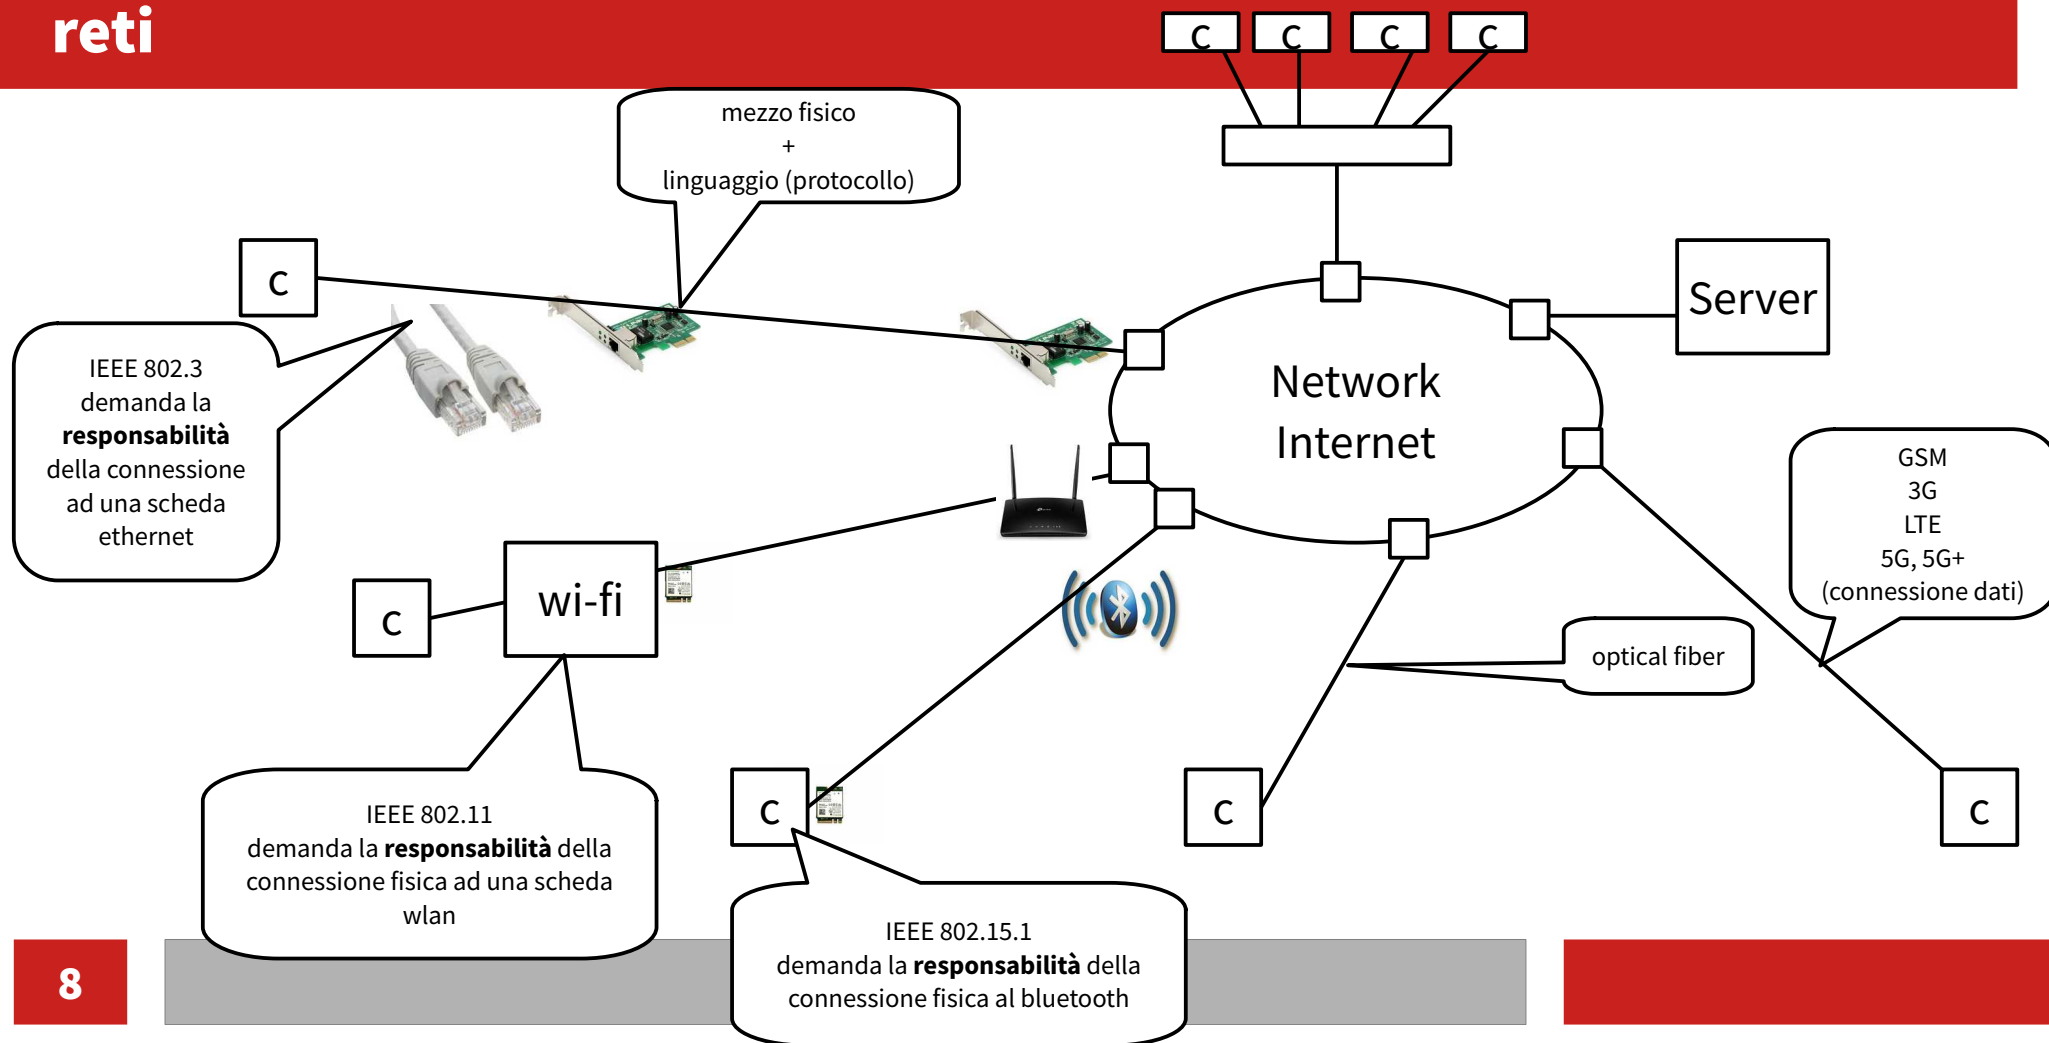 reti
C
C
C
C
mezzo fisico
+
linguaggio (protocollo)
C
Server
IEEE 802.3
demanda la
responsabilità
della connessione
ad una scheda
ethernet
Network
Internet
GSM
3G
LTE
5G, 5G+
(connessione dati)
wi-fi
C
optical fiber
IEEE 802.11
demanda la responsabilità della
connessione fisica ad una scheda
wlan
C
C
C
IEEE 802.15.1
demanda la responsabilità della
connessione fisica al bluetooth
8